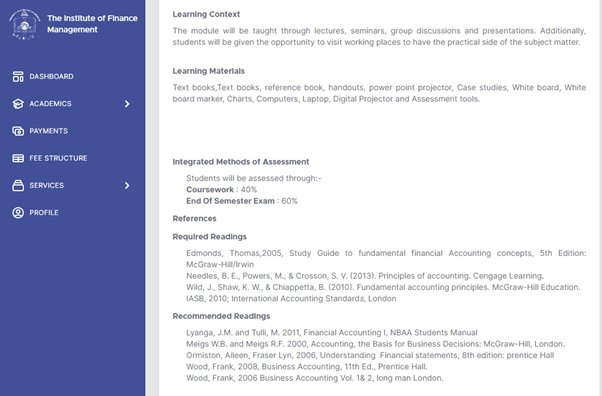 The Institute of Finance
Management
DASHBOARD
ACADEMICS
PAYMENTS
FEE STRUCTURE
SERVICES
PROFILE
Learning Context
The module will be taught through lectures, seminars, group discussions and presentations. Additionally,
students will be given the opportunity to visit working places to have the practical side of the subject matter.
Learning Materials
Text books,Text books, reference book, handouts, power point projector, Case studies, White board, White
board marker, Charts, Computers, Laptop, Digital Projector and Assessment tools.
Integrated Methods of Assessment
Students will be assessed through:-
Coursework : 40%
End Of Semester Exam : 60%
References
Required Readings
Edmonds, Thomas,2005, Study Guide to fundamental financial Accounting concepts, 5th Edition:
McGraw-Hill/Irwin
Needles, B. E., Powers, M., & Crosson, S. V. (2013). Principles of accounting. Cengage Learning.
Wild, J., Shaw, K. W., & Chiappetta, B. (2010). Fundamental accounting principles. McGraw-Hill Education.
IASB, 2010; International Accounting Standards, London
Recommended Readings
Lyanga, J.M. and Tulli, M. 2011, Financial Accounting I, NBAA Students Manual
Meigs W.B. and Meigs R.F. 2000, Accounting, the Basis for Business Decisions: McGraw-Hill, London.
Ormiston, Aileen, Fraser Lyn, 2006, Understanding Financial statements, 8th edition: prentice Hall
Wood, Frank, 2008, Business Accounting, 11th Ed., Prentice Hall.
Wood, Frank, 2006 Business Accounting Vol. 1& 2, long man London.